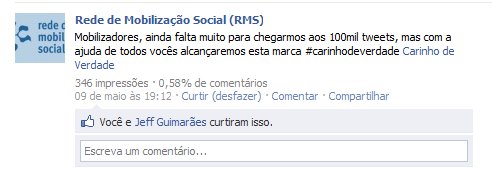 rede de
mobil
social
Rede de Mobilização Social (RMS)
Mobilizadores, ainda falta muito para chegarmos aos 100mil tweets, mas com a
ajuda de todos vocês alcançaremos esta marca #carinhodeverdade Carinho de
Verdade
346 impressões · 0,58% de comentários
09 de maio às 19:12 · Curtir (desfazer) · Comentar · Compartilhar
Você e Jeff Guimarães curtiram isso.
Escreva um comentário...